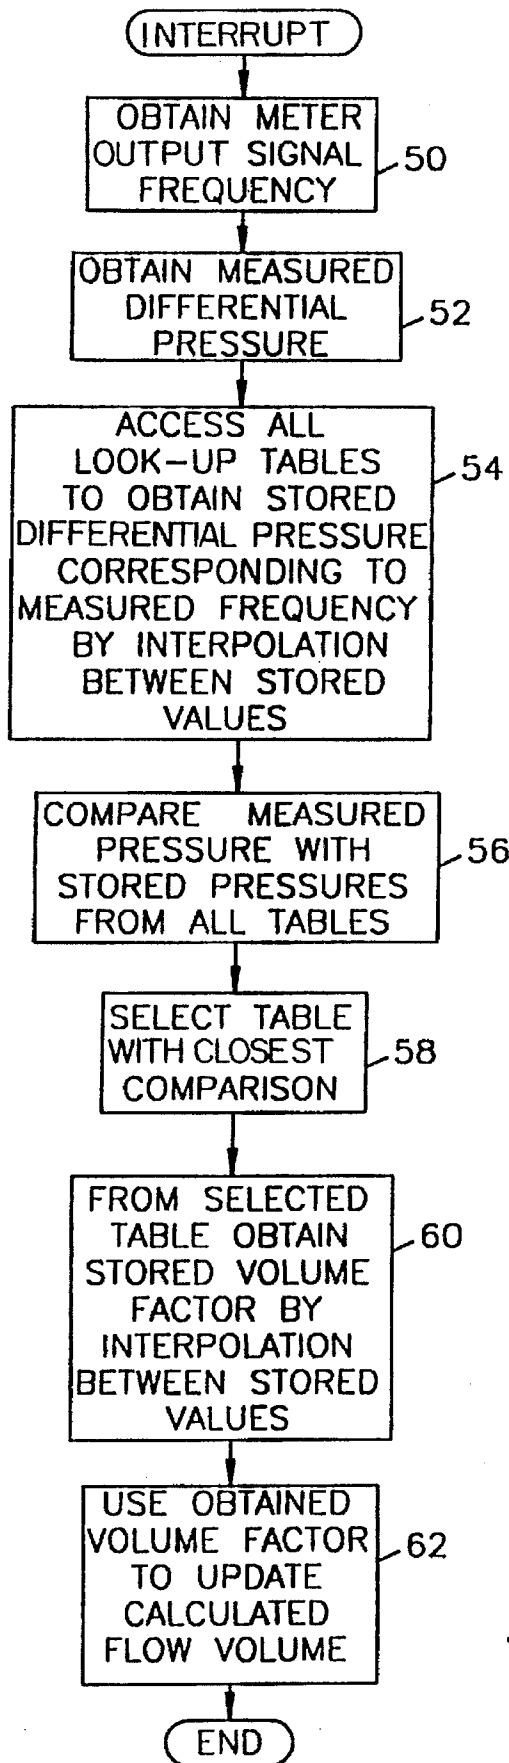 INTERRUPT
OBTAIN METER
OUTPUT SIGNAL
FREQUENCY
50
OBTAIN MEASURED
DIFFERENTIAL
PRESSURE
52
ACCESS ALL
LOOK-UP TABLES
TO OBTAIN STORED
DIFFERENTIAL PRESSURE
CORRESPONDING TO
MEASURED FREQUENCY
BY INTERPOLATION
BETWEEN STORED
VALUES
54
COMPARE MEASURED
PRESSURE WITH
STORED PRESSURES
FROM ALL TABLES
56
SELECT TABLE
WITH CLOSEST
COMPARISON
58
FROM SELECTED
TABLE OBTAIN
STORED VOLUME
FACTOR BY
INTERPOLATION
BETWEEN STORED
VALUES
60
USE OBTAINED
VOLUME FACTOR
TO UPDATE
CALCULATED
FLOW VOLUME
62
END